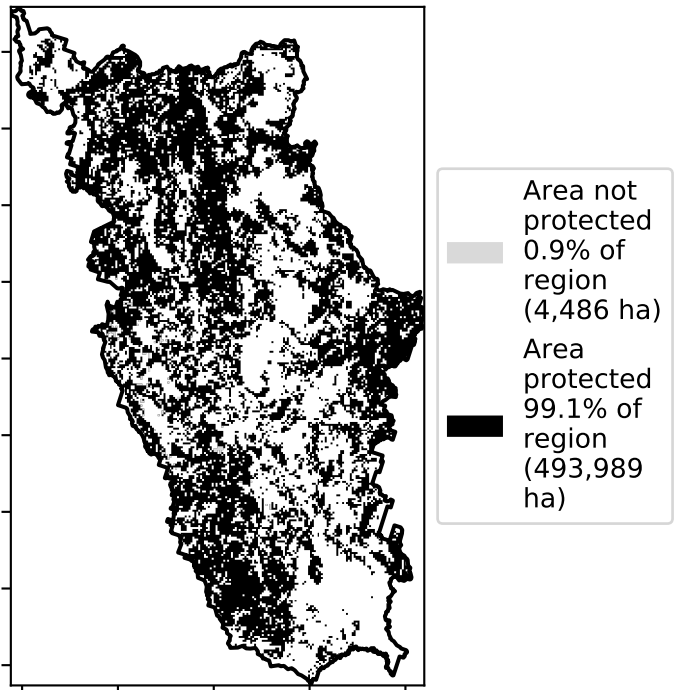 Area not
protected
0.9% of
region
(4,486 ha)
Area
protected
99.1% of
region
(493,989
ha)